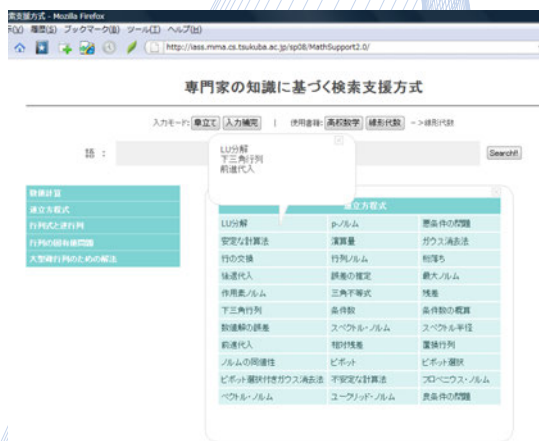 索支援方式 - Mozilla Firefox
(V) 履歴(S) ブックマーク(B) ツール(T) ヘルプ(H)
http://iass.mma.cs.tsukuba.ac.jp/sp08/MathSupport2.0/
専門家の知識に基づく検索支援方式
入力モード: 章立て 入力補完 | 使用書籍: 高校数学 線形代数 ->線形代数
語 : Search!!
LU分解
下三角行列
前進代入
数値計算
連立方程式
行列式と逆行列
行列の固有値問題
大型疎行列のための解法
連立方程式
LU分解 p-ノルム 悪条件の問題
安定な計算法 演算量 ガウス消去法
行の交換 行列ノルム 桁落ち
後退代入 誤差の推定 最大ノルム
作用素ノルム 三角不等式 残差
下三角行列 条件数 条件数の概算
数値解の誤差 スペクトル・ノルム スペクトル半径
前進代入 相対残差 置換行列
ノルムの同値性 ピボット ピボット選択
ピボット選択付きガウス消去法 不安定な計算法 フロベニウス・ノルム
ベクトル・ノルム ユークリッド・ノルム 良条件の問題